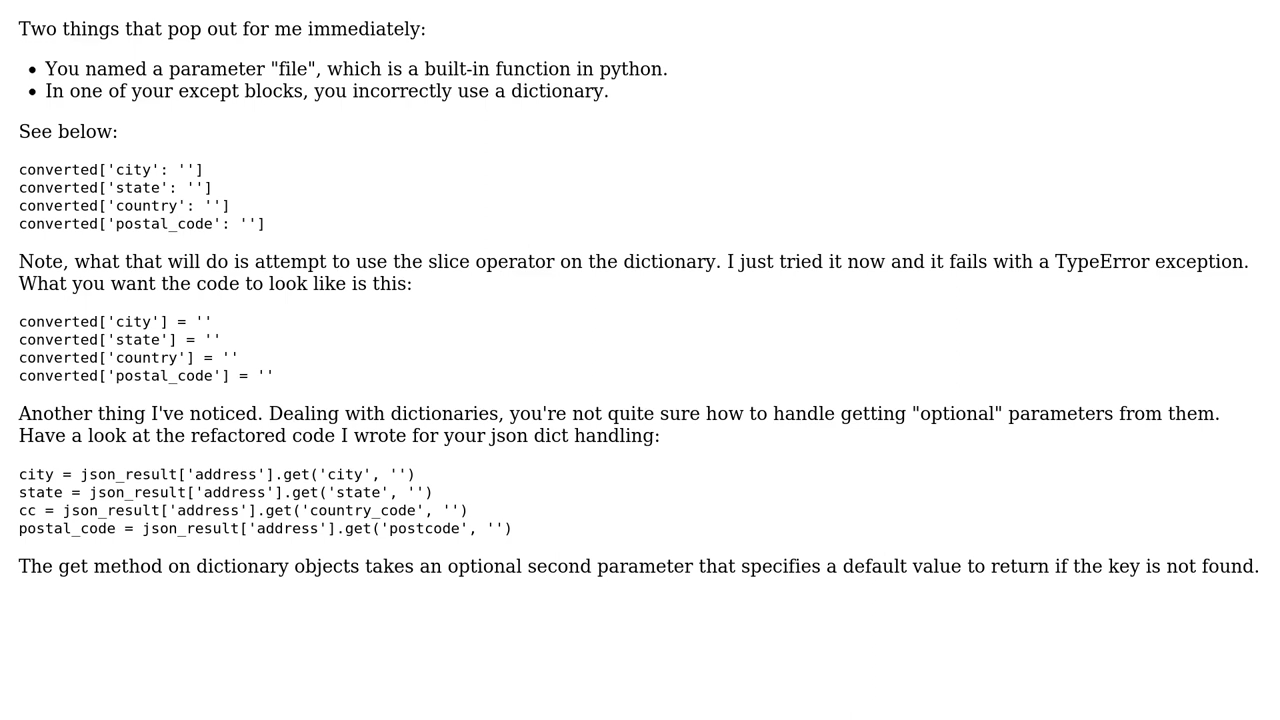 Two things that pop out for me immediately:
• You named a parameter "file", which is a built-in function in python.
• In one of your except blocks, you incorrectly use a dictionary.
See below:
converted['city': '']
converted['state': '']
converted['country': '']
converted['postal_code': '']
Note, what that will do is attempt to use the slice operator on the dictionary. I just tried it now and it fails with a TypeError exception.
What you want the code to look like is this:
converted['city'] = ''
converted['state'] = ''
converted['country'] = ''
converted['postal_code'] = ''
Another thing I've noticed. Dealing with dictionaries, you're not quite sure how to handle getting "optional" parameters from them.
Have a look at the refactored code I wrote for your json dict handling:
city = json_result['address'].get('city', '')
state = json_result['address'].get('state', '')
cc = json_result['address'].get('country_code', '')
postal_code = json_result['address'].get('postcode', '')
The get method on dictionary objects takes an optional second parameter that specifies a default value to return if the key is not found.